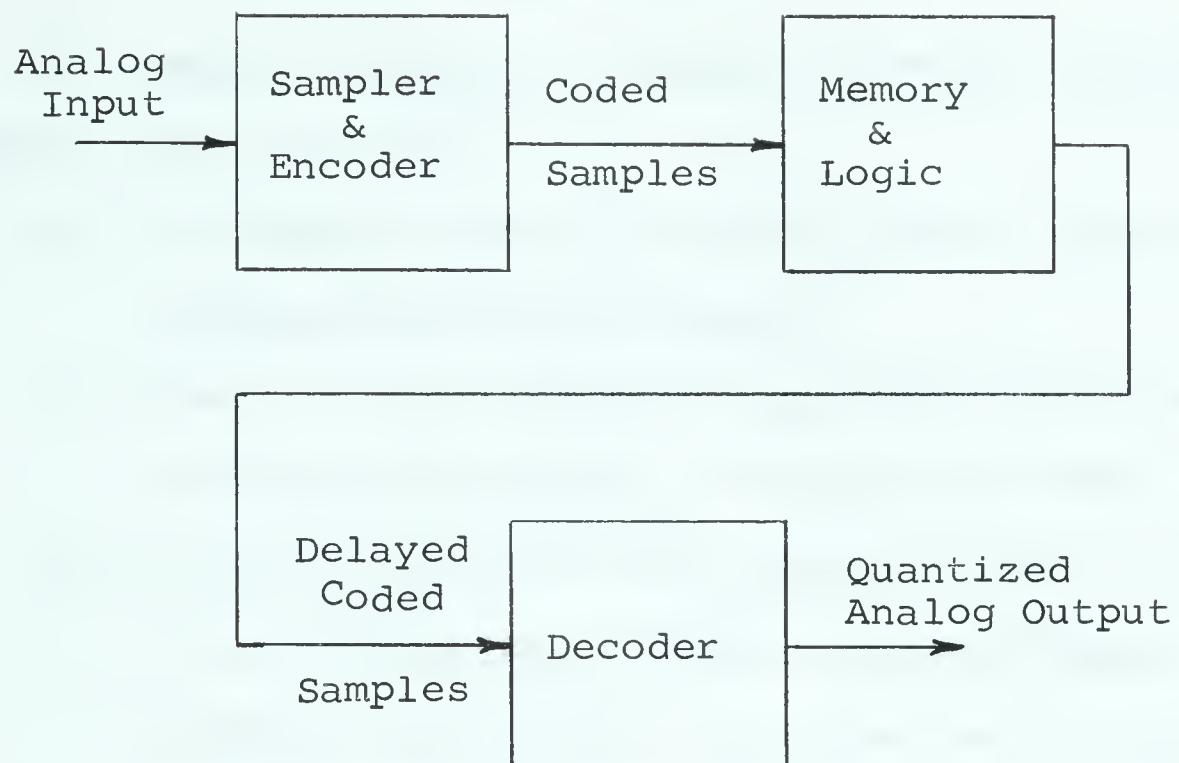 Analog
Input
Sampler
&
Encoder
Coded
Samples
Memory
&
Logic
Delayed
Coded
Samples
Decoder
Quantized
Analog Output